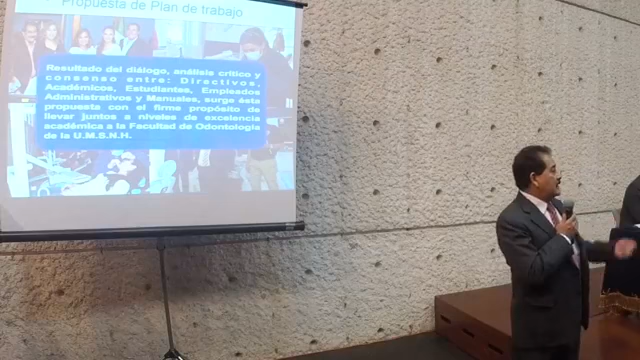 Propuesta de Plan de trabajo
Resultado del diálogo, análisis crítico y
consenso entre: Directivos,
Académicos, Estudiantes, Empleados
Administrativos y Manuales, surge ésta
propuesta con el firme propósito de
llevar juntos a niveles de excelencia
académica a la Facultad de Odontología
de la U.M.S.N.H.